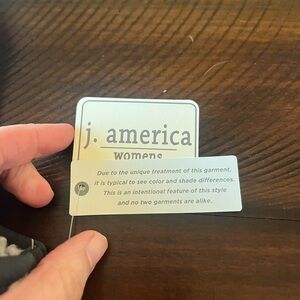 j. america
womens
Due to the unique treatment of this garment,
it is typical to see color and shade differences.
This is an intentional feature of this style
and no two garments are alike.